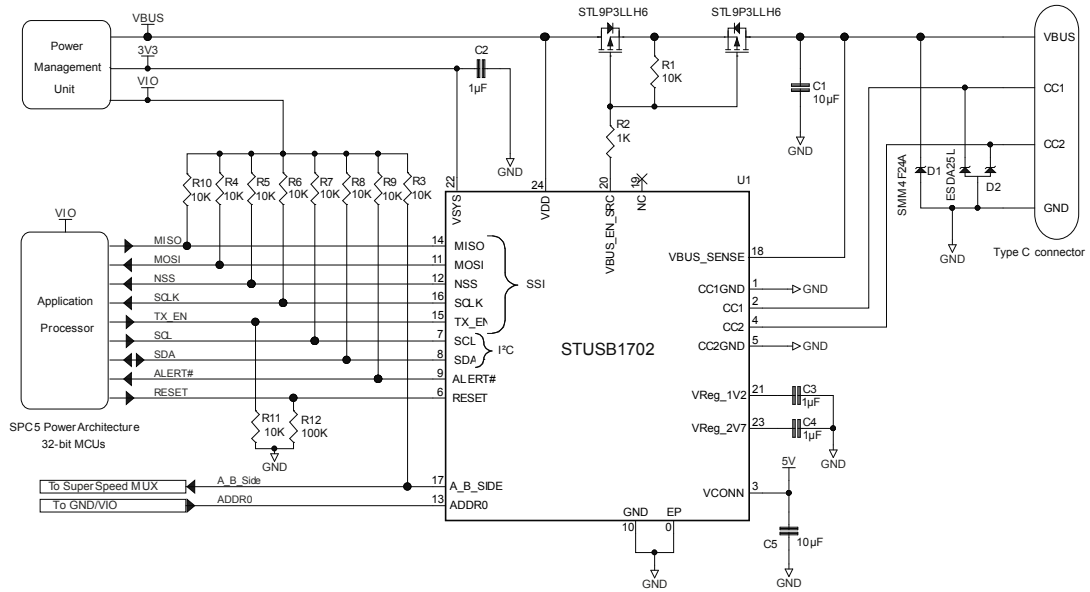 STL9P3LLH6
STL9P3LLH6
VBUS
3V3
VIO
Power
Management
Unit
C2
1µF
GND
R1
10K
R2
1K
C1
10µF
GND
VBUS
CC1
CC2
GND
Type C connector
SMM4F24A
D1
ESDA25L
D2
GND
R10
10K
R4
10K
R5
10K
R6
10K
R7
10K
R8
10K
R9
10K
R3
10K
22
VSYS
24
VDD
20
VBUS_EN_SRC
19
NC
U1
VIO
Application
Processor
SPC5 Power Architecture
32-bit MCUs
MISO
MOSI
NSS
SCLK
TX_EN
SCL
SDA
ALERT#
RESET
14 MISO
11 MOSI
12 NSS
16 SCLK
15 TX_EN
7 SCL
8 SDA
9 ALERT#
6 RESET
SSI
I²C
STUSB1702
VBUS_SENSE 18
CC1GND 1 GND
CC1 2
CC2 4
CC2GND 5 GND
VReg_1V2 21
C3
1µF
VReg_2V7 23
C4
1µF
GND
R11
10K
R12
100K
GND
To SuperSpeed MUX
A_B_Side
17 A_B_SIDE
To GND/VIO
ADDR0
13 ADDR0
5V
VCONN 3
C5
10µF
GND
GND EP
10 0
GND